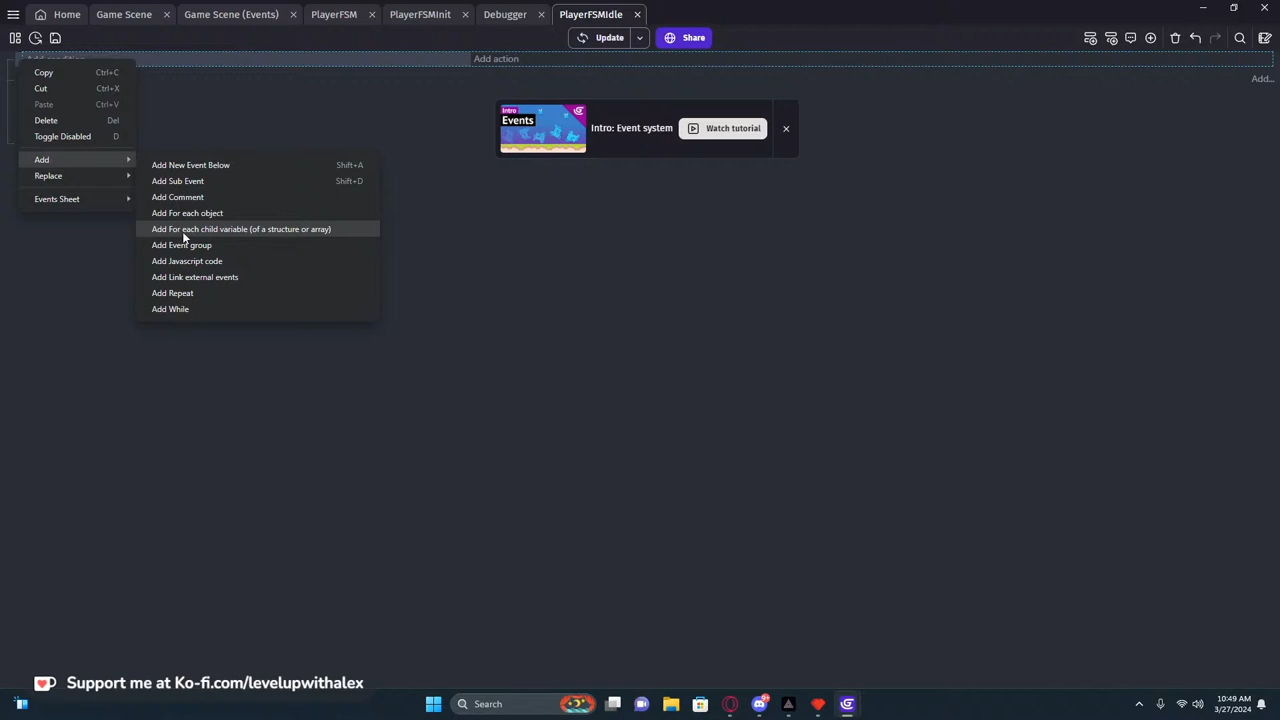 Home
Game Scene
Game Scene (Events)
PlayerFSM
PlayerFSMInit
Debugger
PlayerFSMIdle
Update
Share
Add condition
Add action
Add...
Copy Ctrl+C
Cut Ctrl+X
Paste Ctrl+V
Delete Del
Toggle Disabled D
Add
Replace
Events Sheet
Add New Event Below Shift+A
Add Sub Event Shift+D
Add Comment
Add For each object
Add For each child variable (of a structure or array)
Add Event group
Add Javascript code
Add Link external events
Add Repeat
Add While
Intro
Events
Intro: Event system
Watch tutorial
Support me at Ko-fi.com/levelupwithalex
Search
9+
10:49 AM
3/27/2024